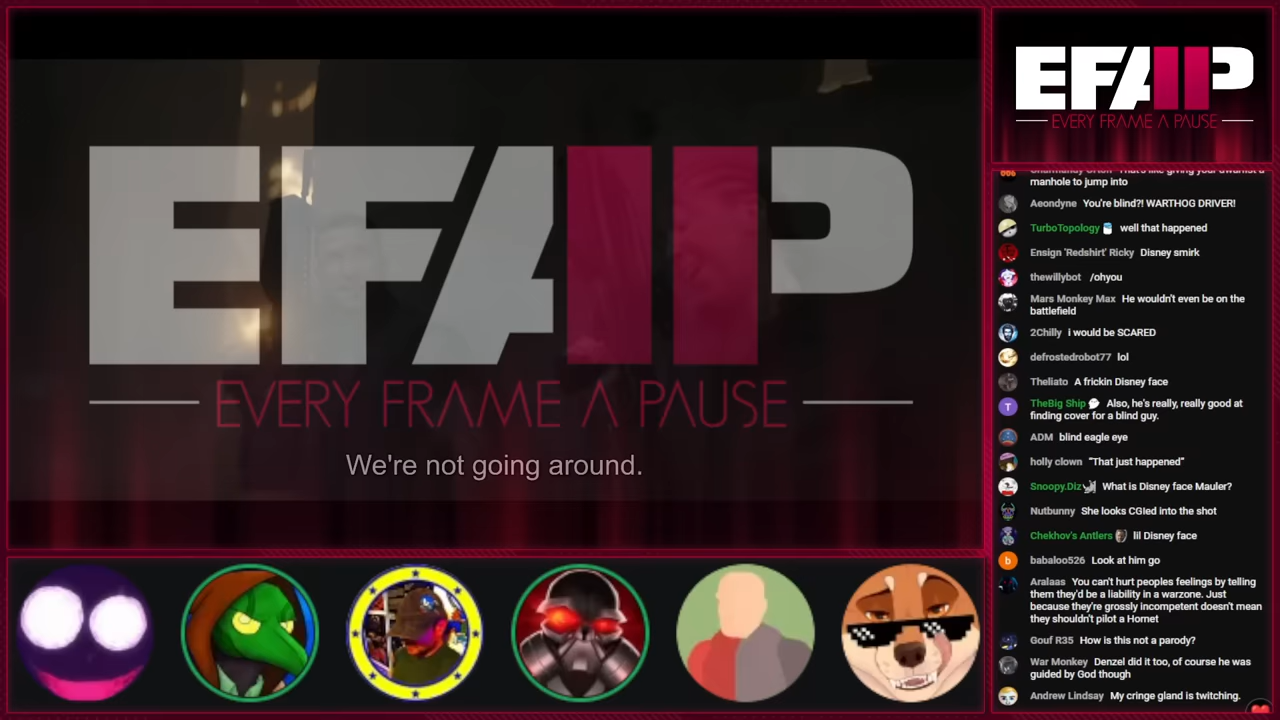 EFAP
EVERY FRAME A PAUSE
We're not going around.
EFAP
EVERY FRAME A PAUSE
manhole to jump into
Aeondyne You're blind?! WARTHOG DRIVER!
TurboTopology well that happened
Ensign 'Redshirt' Ricky Disney smirk
thewillybot /ohyou
Mars Monkey Max He wouldn't even be on the
battlefield
2Chilly i would be SCARED
defrostedrobot77 lol
Theliato A frickin Disney face
TheBig Ship Also, he's really, really good at
finding cover for a blind guy.
ADM blind eagle eye
holly clown "That just happened"
Snoopy.Diz What is Disney face Mauler?
Nutbunny She looks CGIed into the shot
Chekhov's Antlers lil Disney face
babaloo526 Look at him go
Aralaas You can't hurt peoples feelings by telling
them they'd be a liability in a warzone. Just
because they're grossly incompetent doesn't mean
they shouldn't pilot a Hornet
Gouf R35 How is this not a parody?
War Monkey Denzel did it too, of course he was
guided by God though
Andrew Lindsay My cringe gland is twitching.